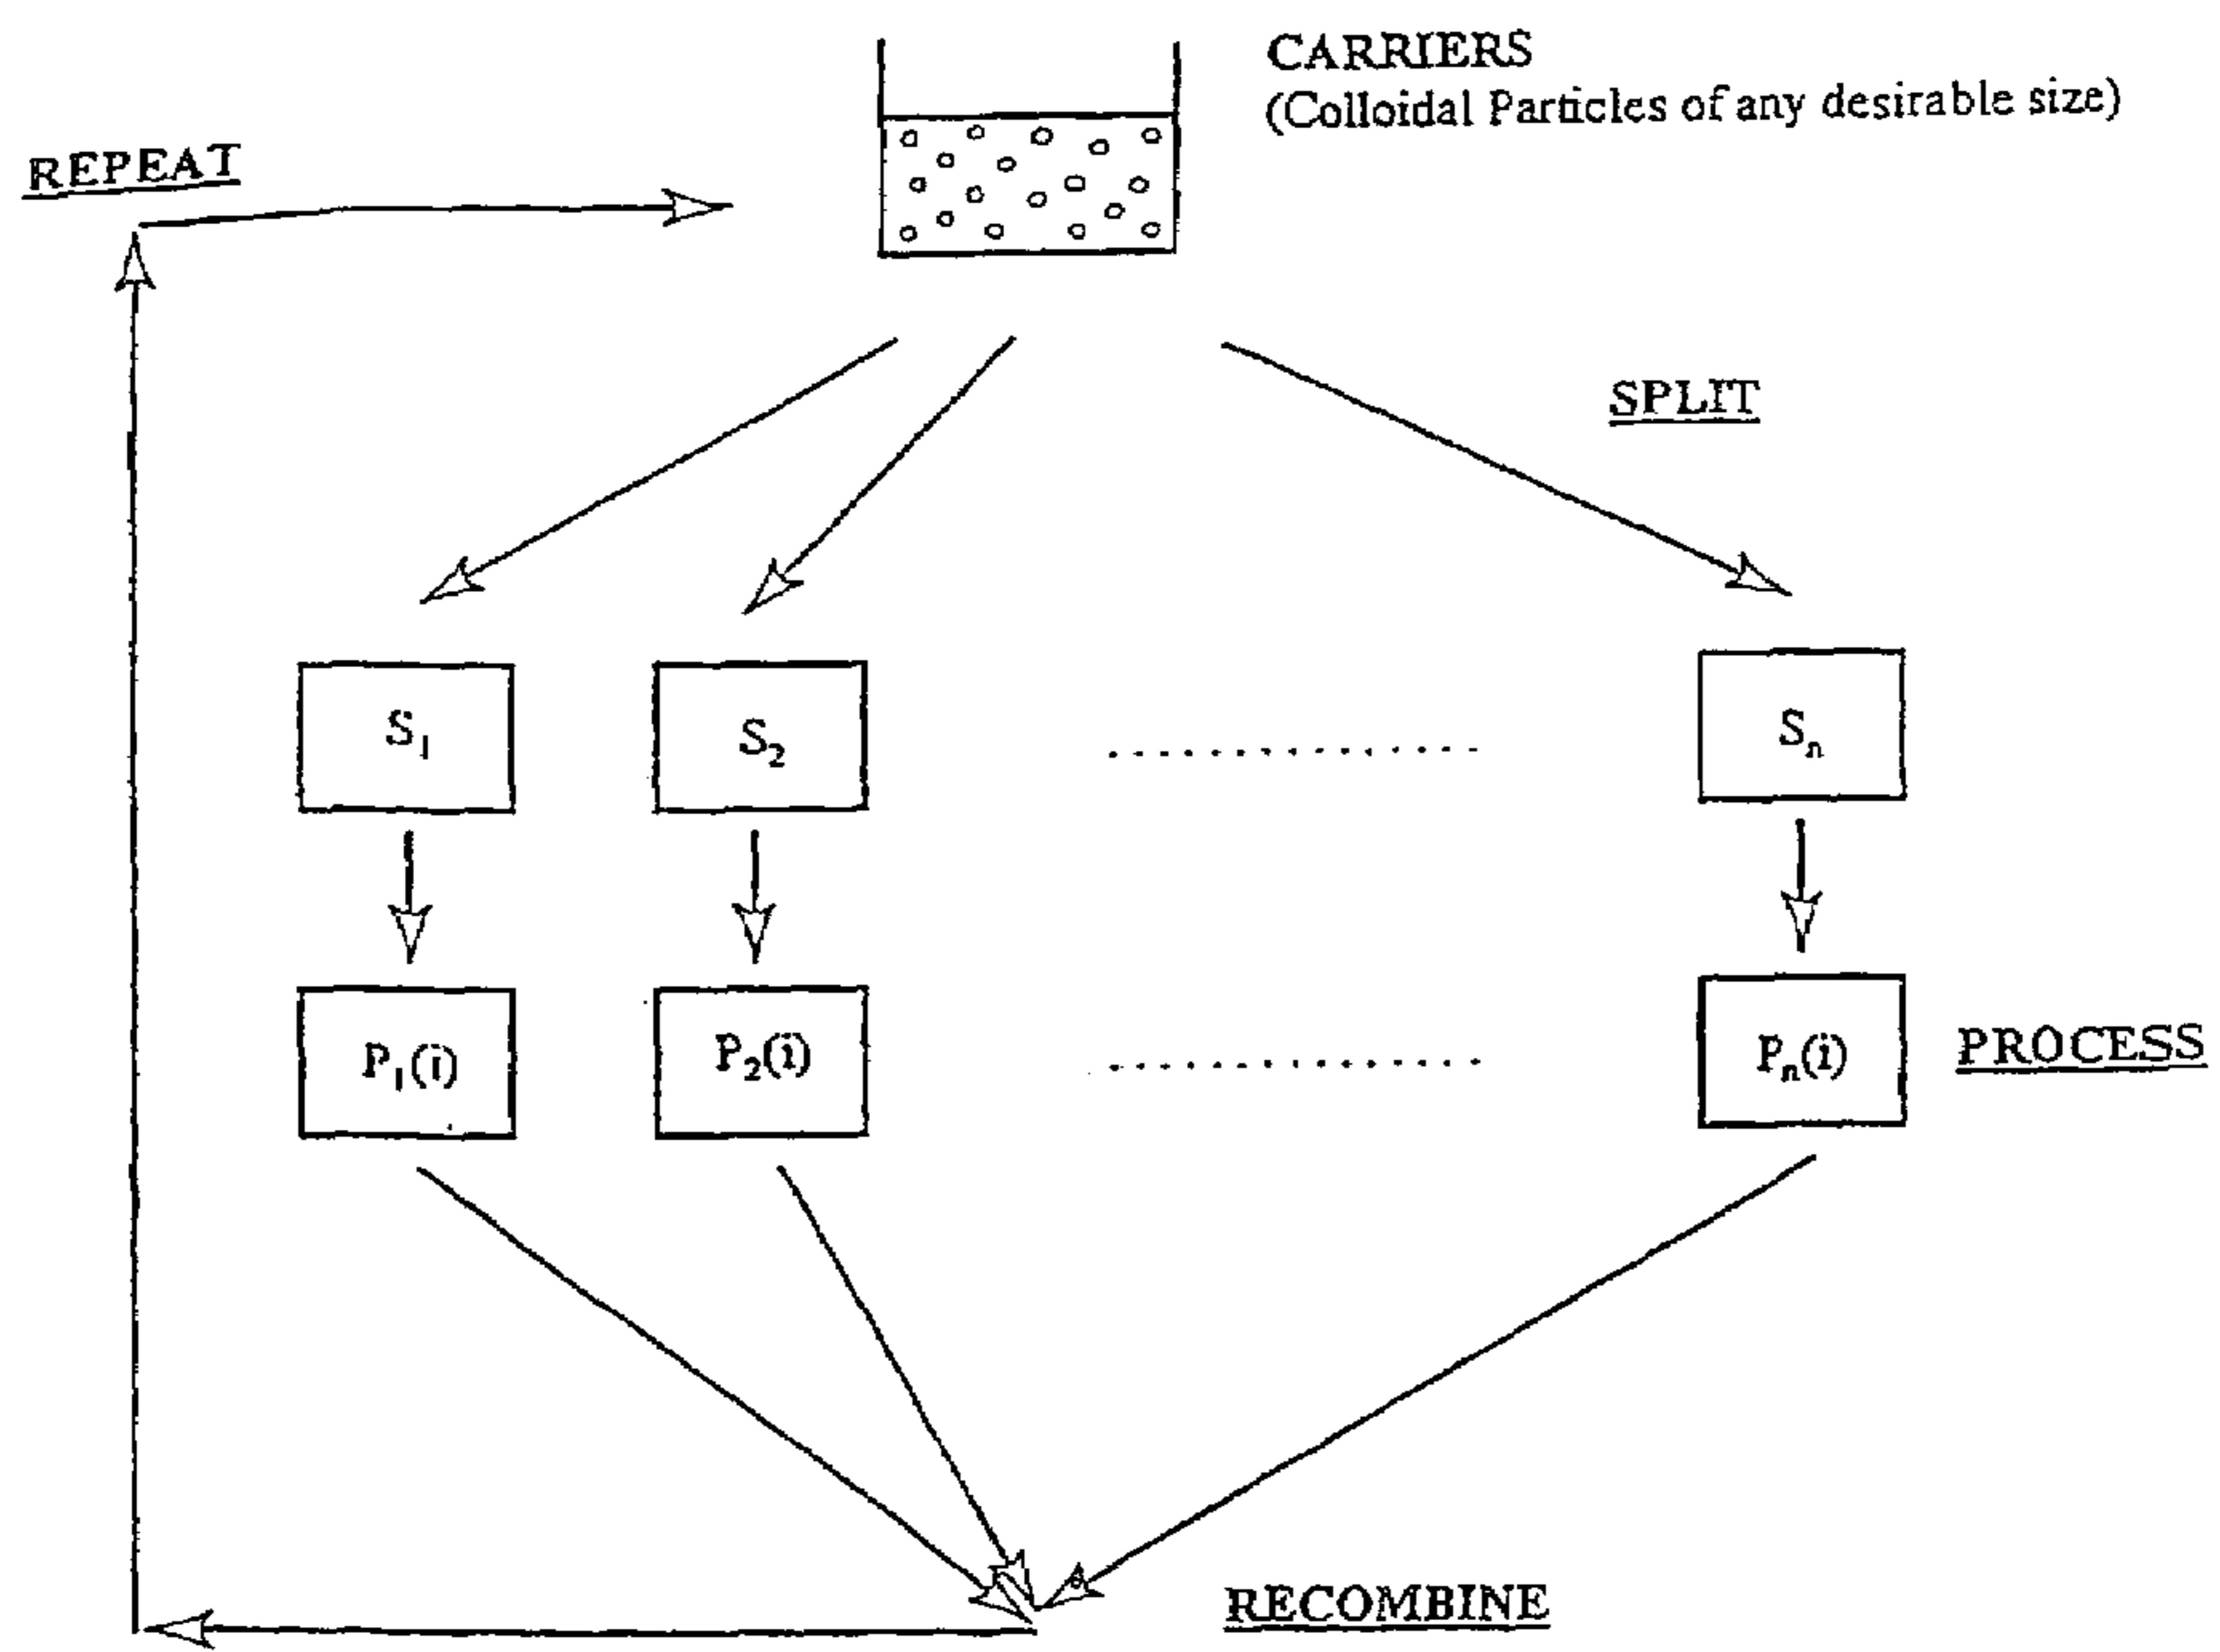 CARRIERS
(Colloidal Particles of any desirable size)
REPEAT
SPLIT
S₁ S₂ .............. Sₙ
P₁(i) P₂(i) .............. Pₙ(i) PROCESS
RECOMBINE